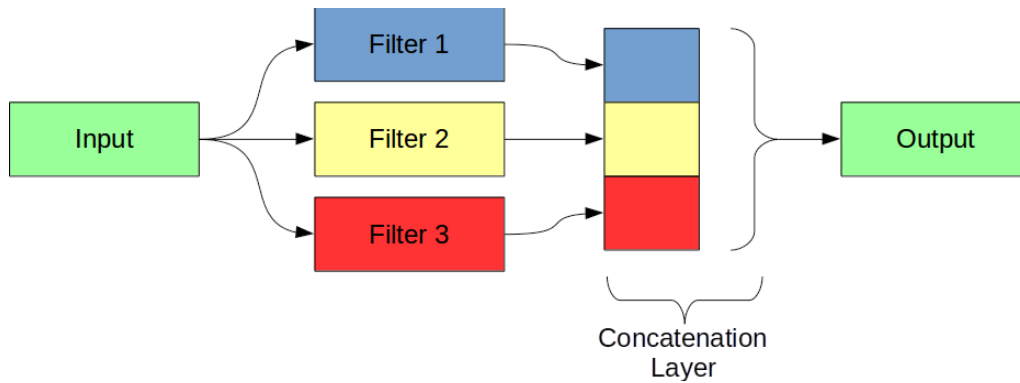 Filter 1
Input
Filter 2
Output
Filter 3
Concatenation
Layer